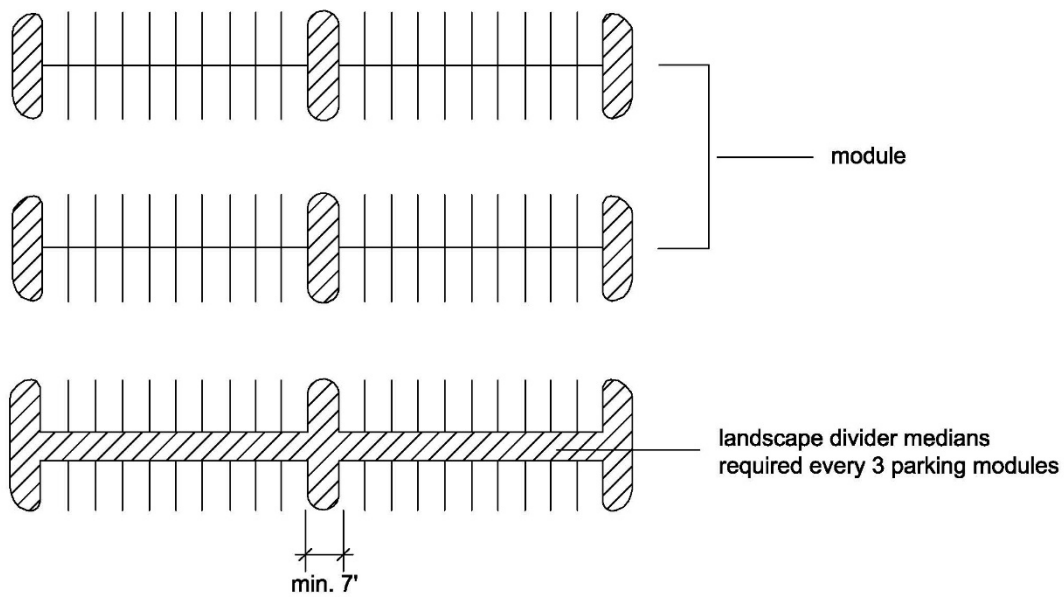 module
landscape divider medians
required every 3 parking modules
min. 7'